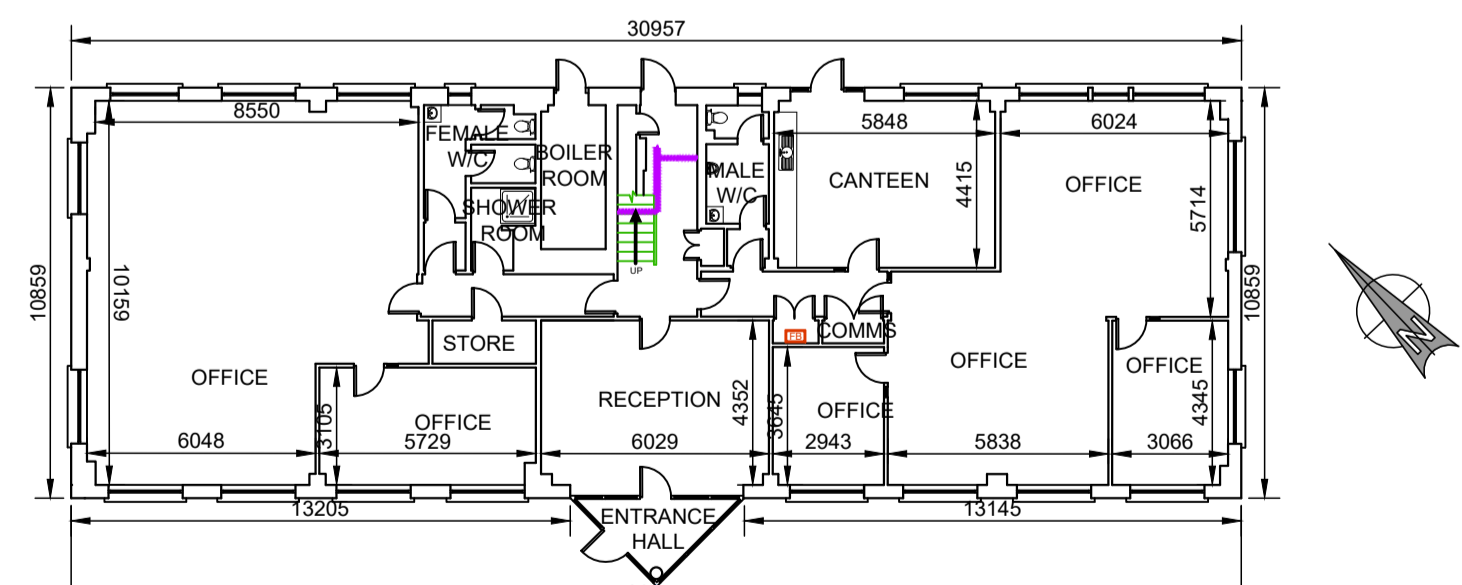 30957
8550
5848
6024
FEMALE
W/C
BOILER
ROOM
MALE
W/C
CANTEEN
4415
OFFICE
5714
SHOWER
ROOM
UP
10859
10159
10859
N
STORE
FB
COMMS
OFFICE
OFFICE
OFFICE
RECEPTION
4352
3645
OFFICE
4345
3105
OFFICE
6048
5729
6029
2943
5838
3066
13205
ENTRANCE
HALL
13145